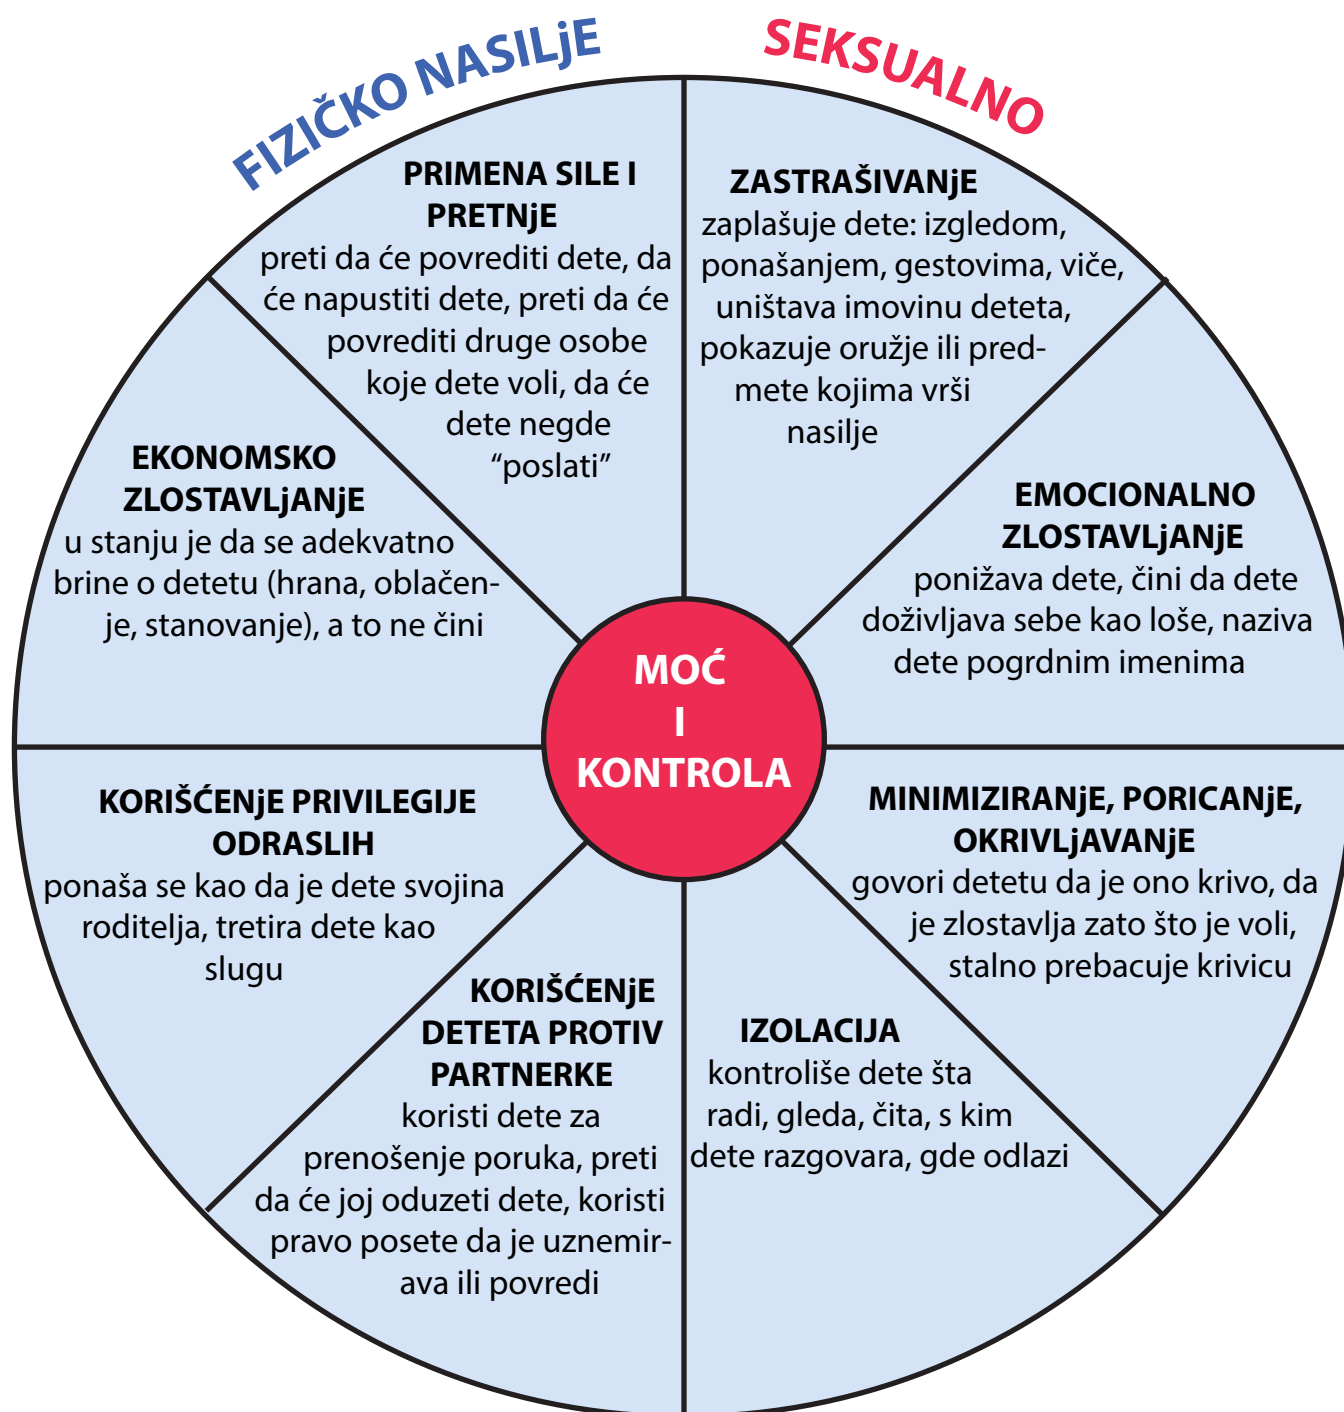 FIZIČKO NASILjE
SEKSUALNO
PRIMENA SILE I
PRETNjE
preti da će povrediti dete, da
će napustiti dete, preti da će
povrediti druge osobe
koje dete voli, da će
dete negde
“poslati”
ZASTRAŠIVANjE
zaplašuje dete: izgledom,
ponašanjem, gestovima, viče,
uništava imovinu deteta,
pokazuje oružje ili pred-
mete kojima vrši
nasilje
EKONOMSKO
ZLOSTAVLjANjE
u stanju je da se adekvatno
brine o detetu (hrana, oblačen-
je, stanovanje), a to ne čini
EMOCIONALNO
ZLOSTAVLjANjE
ponižava dete, čini da dete
doživljava sebe kao loše, naziva
dete pogrdnim imenima
MOĆ
I
KONTROLA
KORIŠĆENjE PRIVILEGIJE
ODRASLIH
ponaša se kao da je dete svojina
roditelja, tretira dete kao
slugu
MINIMIZIRANjE, PORICANjE,
OKRIVLjAVANjE
govori detetu da je ono krivo, da
je zlostavlja zato što je voli,
stalno prebacuje krivicu
KORIŠĆENjE
DETETA PROTIV
PARTNERKE
koristi dete za
prenošenje poruka, preti
da će joj oduzeti dete, koristi
pravo posete da je uznemir-
ava ili povredi
IZOLACIJA
kontroliše dete šta
radi, gleda, čita, s kim
dete razgovara, gde odlazi